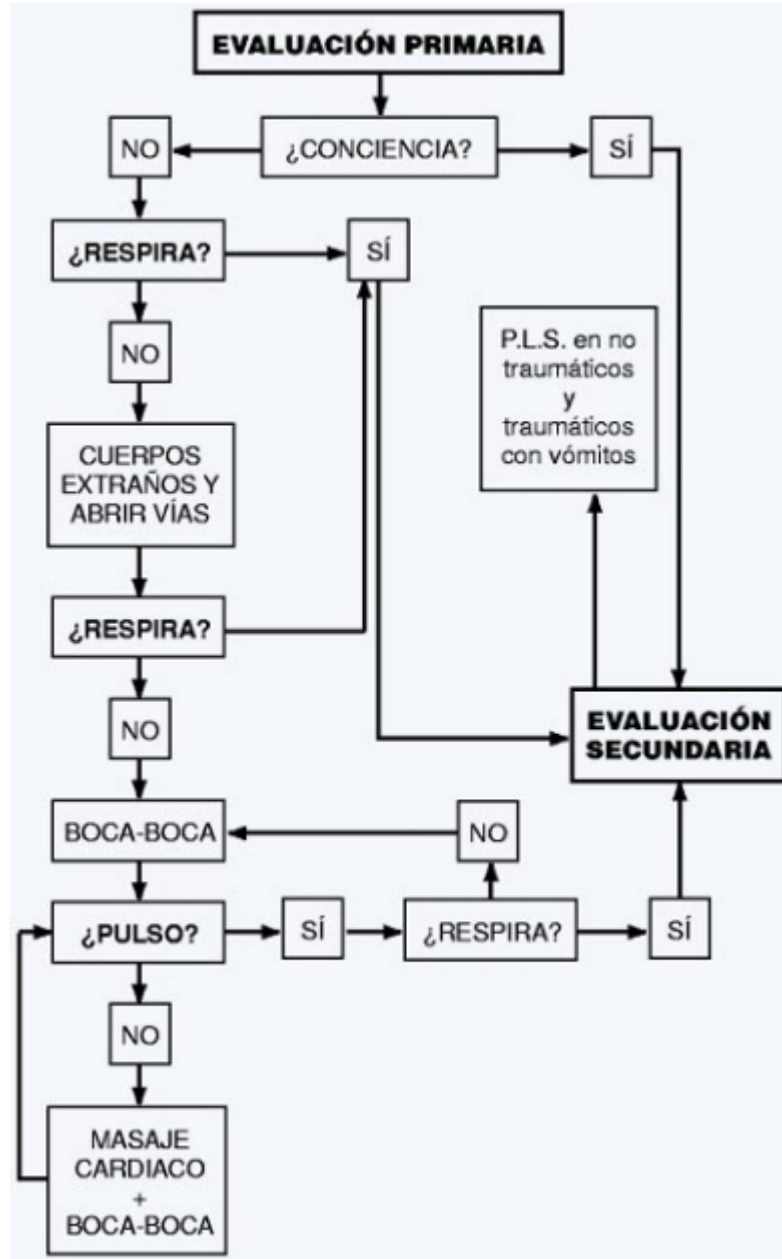 EVALUACIÓN PRIMARIA
NO
¿CONCIENCIA?
SÍ
¿RESPIRA?
SÍ
NO
P.L.S. en no
traumáticos
y
traumáticos
con vómitos
CUERPOS
EXTRAÑOS Y
ABRIR VÍAS
¿RESPIRA?
NO
EVALUACIÓN
SECUNDARIA
BOCA-BOCA
NO
¿PULSO?
SÍ
¿RESPIRA?
SÍ
NO
MASAJE
CARDIACO
+
BOCA-BOCA